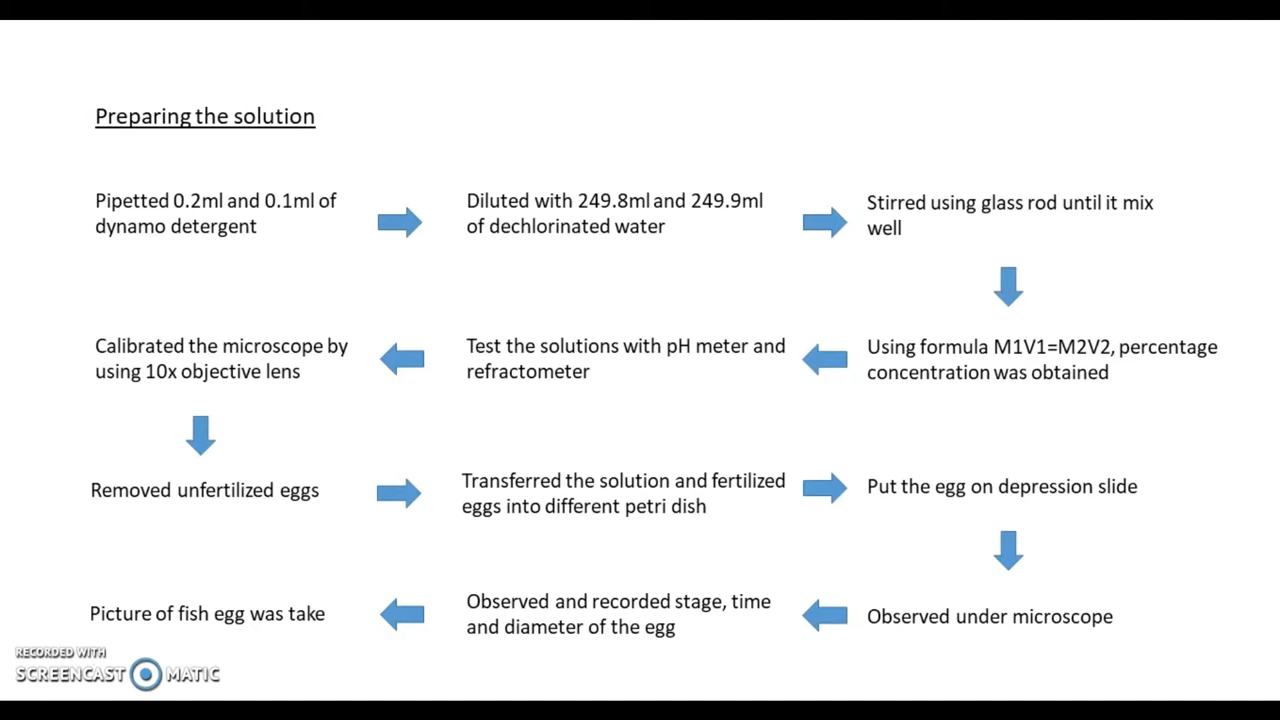 Preparing the solution
Pipetted 0.2ml and 0.1ml of
dynamo detergent
Diluted with 249.8ml and 249.9ml
of dechlorinated water
Stirred using glass rod until it mix
well
Using formula M1V1=M2V2, percentage
concentration was obtained
Test the solutions with pH meter and
refractometer
Calibrated the microscope by
using 10x objective lens
Removed unfertilized eggs
Transferred the solution and fertilized
eggs into different petri dish
Put the egg on depression slide
Observed under microscope
Observed and recorded stage, time
and diameter of the egg
Picture of fish egg was take
RECORDED WITH
SCREENCAST MATIC